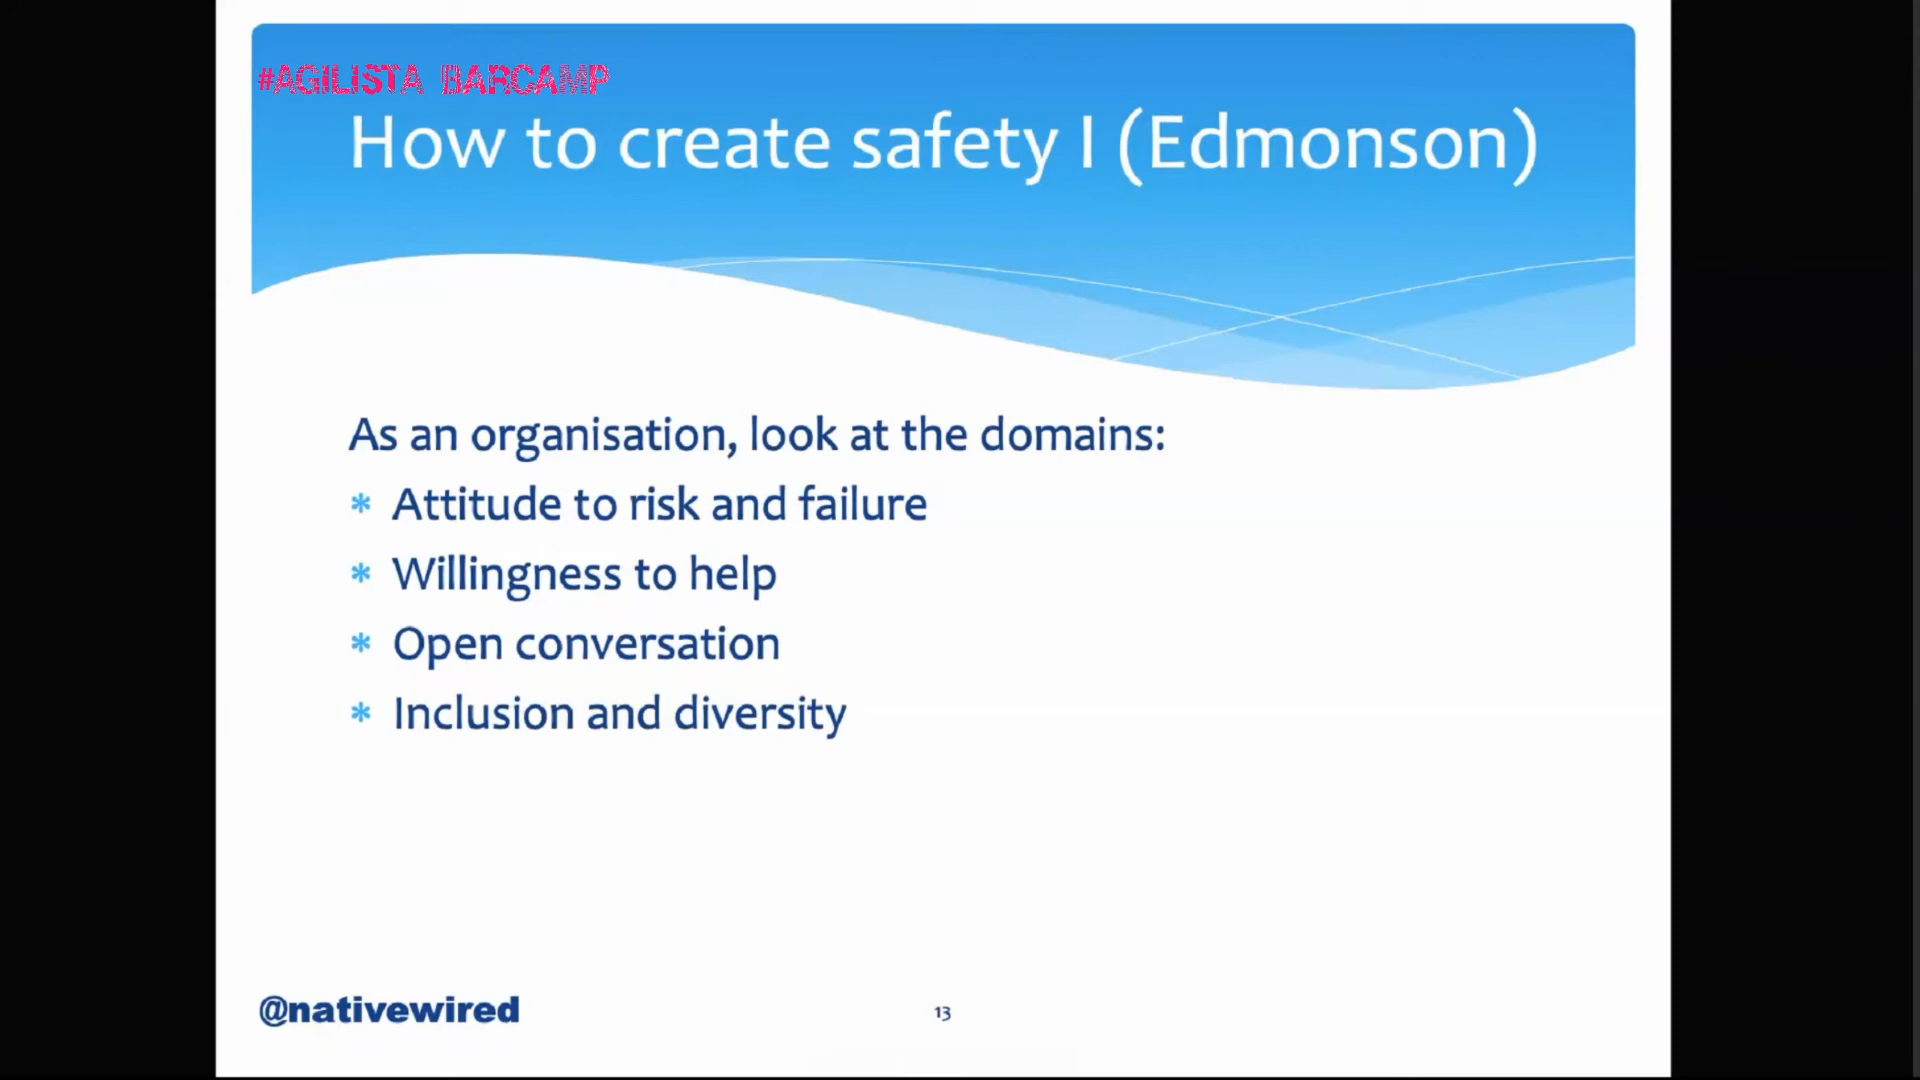 #AGILISTA BARCAMP
How to create safety I (Edmonson)
As an organisation, look at the domains:
* Attitude to risk and failure
* Willingness to help
* Open conversation
* Inclusion and diversity
@nativewired
13